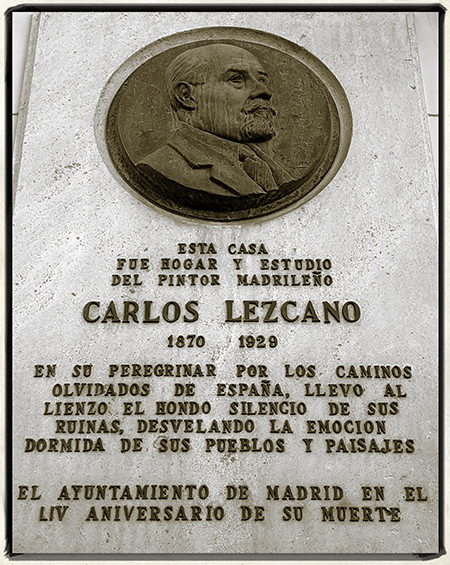 ESTA CASA
FUE HOGAR Y ESTUDIO
DEL PINTOR MADRILEÑO
CARLOS LEZCANO
1870 1929
EN SU PEREGRINAR POR LOS CAMINOS
OLVIDADOS DE ESPAÑA, LLEVO AL
LIENZO EL HONDO SILENCIO DE SUS
RUINAS, DESVELANDO LA EMOCION
DORMIDA DE SUS PUEBLOS Y PAISAJES
EL AYUNTAMIENTO DE MADRID EN EL
LIV ANIVERSARIO DE SU MUERTE